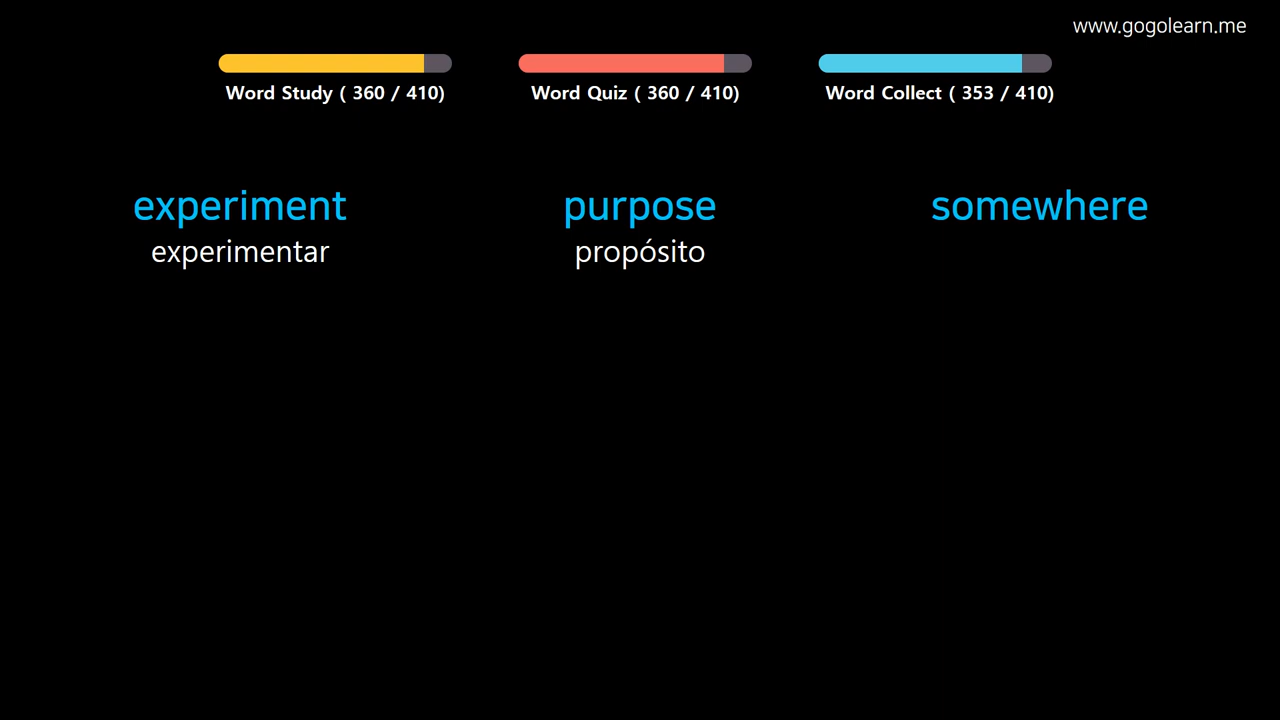 www.gogolearn.me
Word Study ( 360 / 410)
Word Quiz ( 360 / 410)
Word Collect ( 353 / 410)
experiment
experimentar
purpose
propósito
somewhere